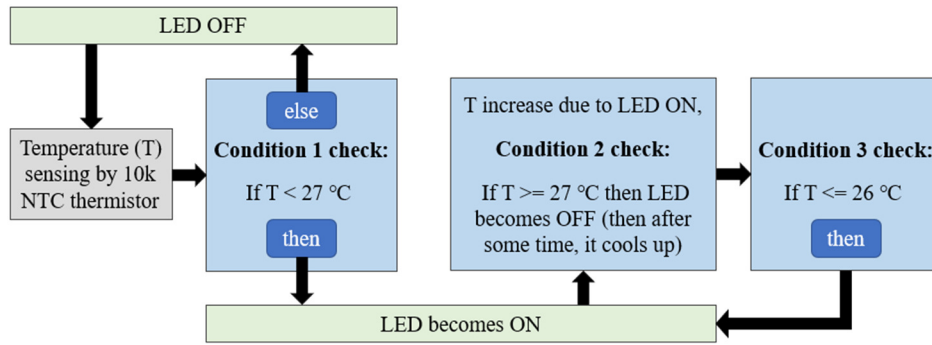 LED OFF
Temperature (T)
sensing by 10k
NTC thermistor
else
Condition 1 check:
If T < 27 °C
then
T increase due to LED ON,
Condition 2 check:
If T >= 27 °C then LED
becomes OFF (then after
some time, it cools up)
Condition 3 check:
If T <= 26 °C
then
LED becomes ON